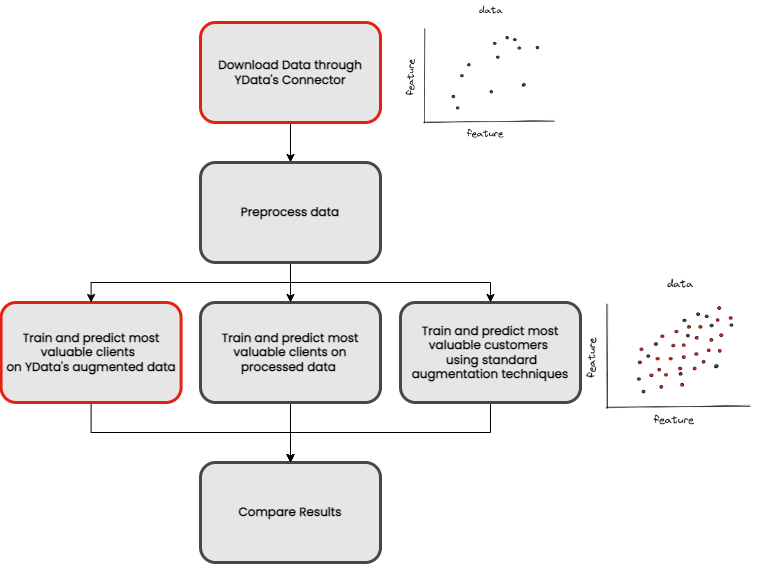 data
Download Data through
YData's Connector
feature
feature
Preprocess data
data
Train and predict most
valuable clients
on YData's augmented data
Train and predict most
valuable clients on
processed data
Train and predict most
valuable customers
using standard
augmentation techniques
feature
feature
Compare Results